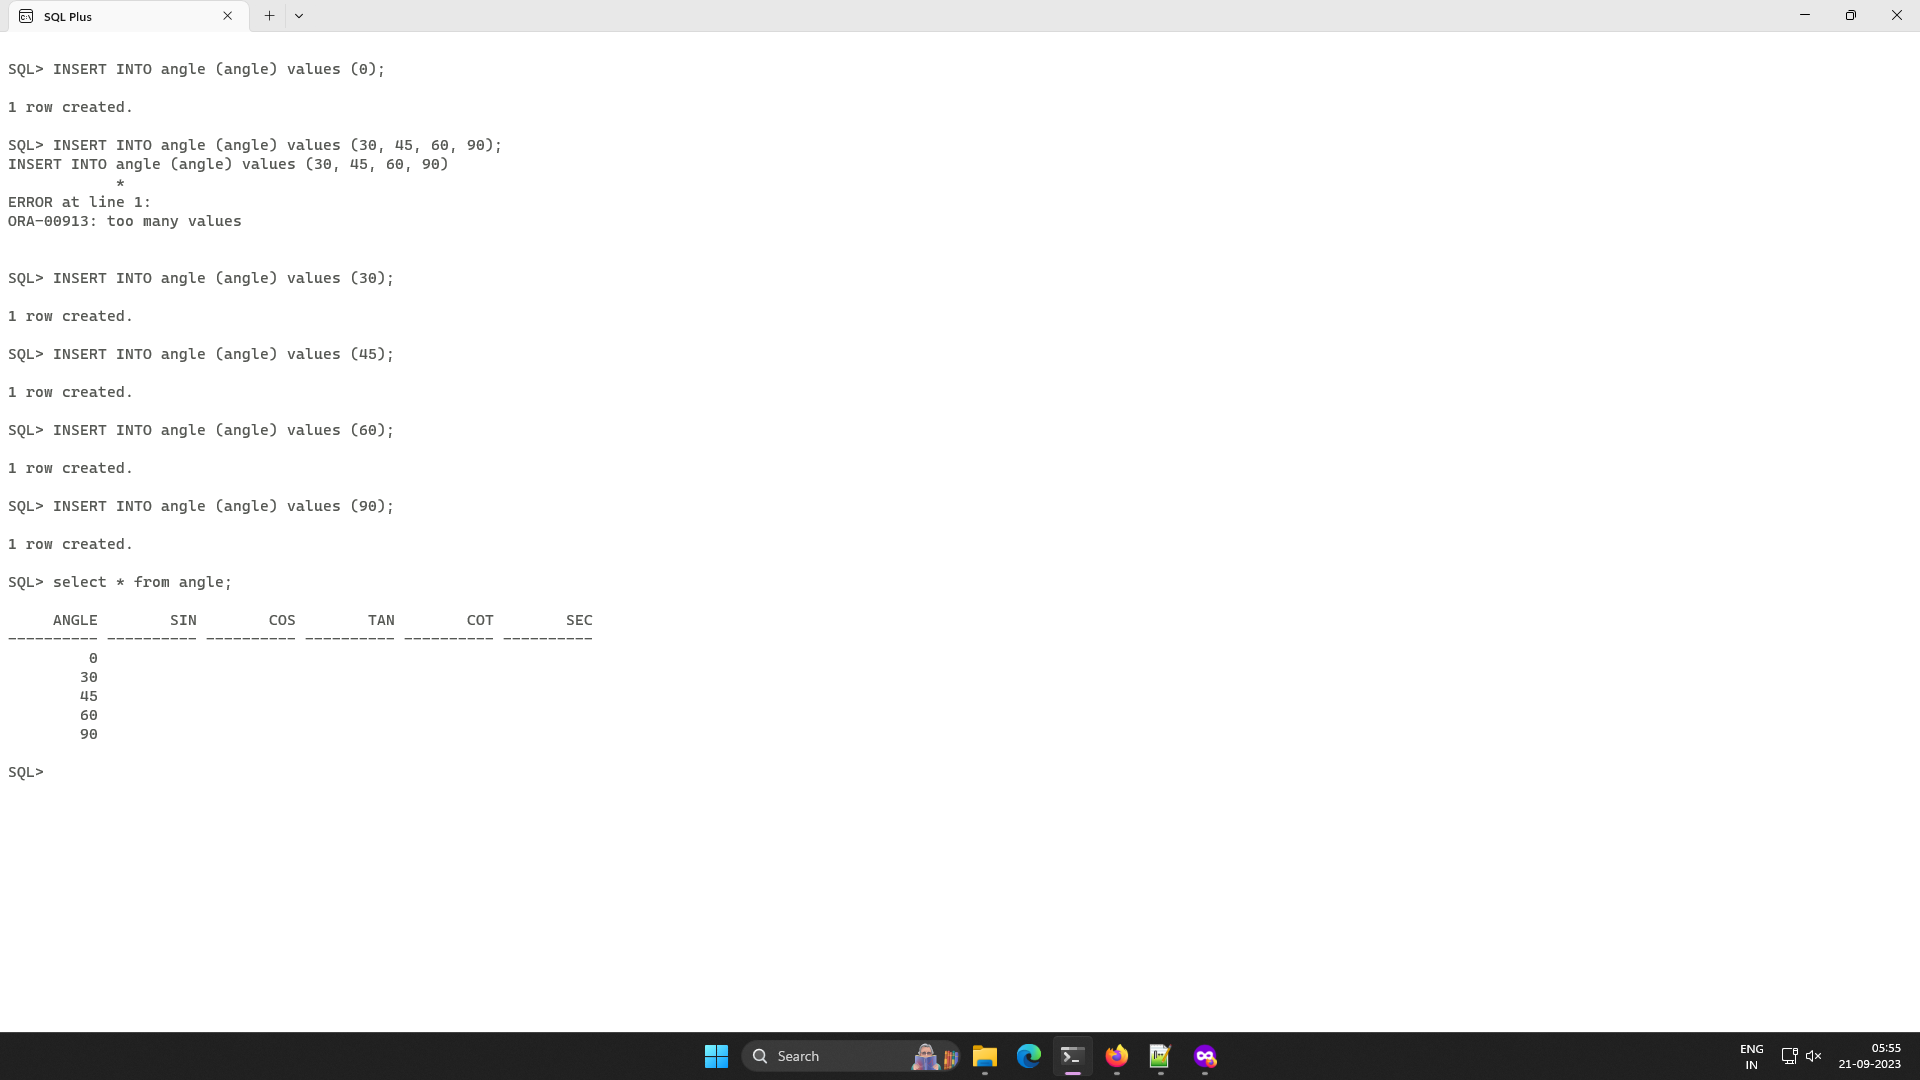 SQL Plus
SQL> INSERT INTO angle (angle) values (0);
1 row created.
SQL> INSERT INTO angle (angle) values (30, 45, 60, 90);
INSERT INTO angle (angle) values (30, 45, 60, 90)
*
ERROR at line 1:
ORA-00913: too many values
SQL> INSERT INTO angle (angle) values (30);
1 row created.
SQL> INSERT INTO angle (angle) values (45);
1 row created.
SQL> INSERT INTO angle (angle) values (60);
1 row created.
SQL> INSERT INTO angle (angle) values (90);
1 row created.
SQL> select * from angle;
ANGLE SIN COS TAN COT SEC
---------- ---------- ---------- ---------- ---------- ----------
0
30
45
60
90
SQL>
Search
ENG
IN
05:55
21-09-2023